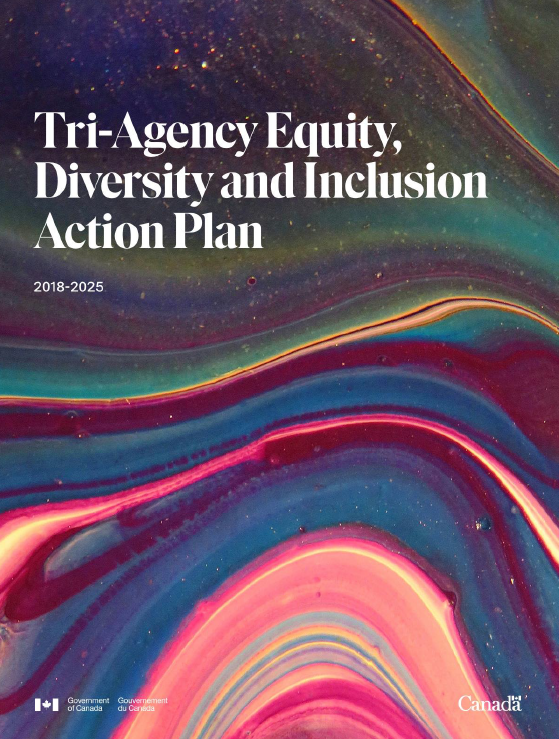 Tri-Agency Equity,
Diversity and Inclusion
Action Plan
2018-2025
Government
of Canada
Gouvernement
du Canada
Canada